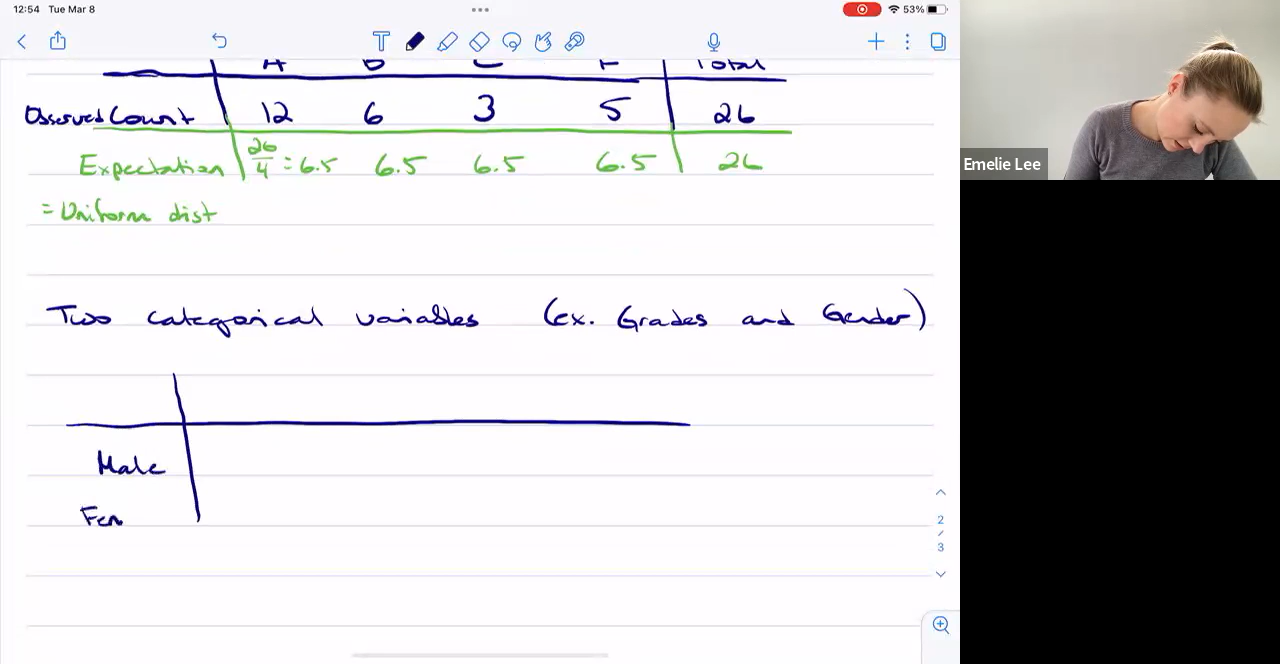 12:54 Tue Mar 8
53%
A B C F Total
Observed Count 12 6 3 5 26
Expectation 26/4 = 6.5 6.5 6.5 6.5 26
= Uniform dist
Two categorical variables (ex. Grades and Gender)
Male
Fem
2
/
3
Emelie Lee